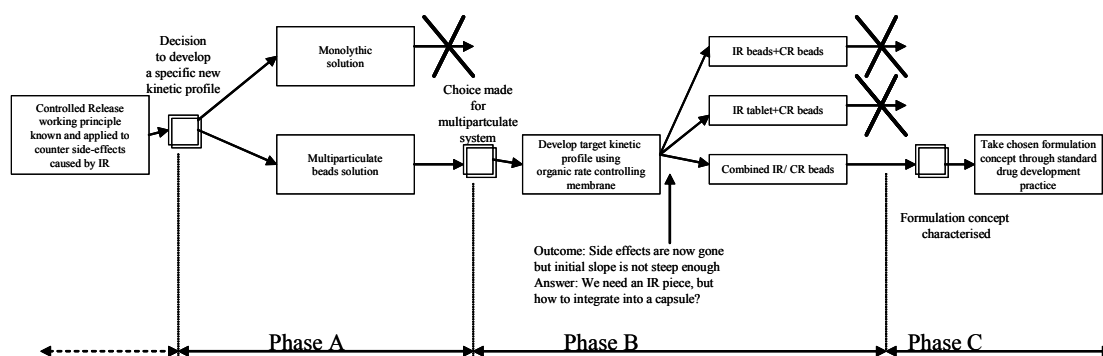 Decision
to develop
a specific new
kinetic profile
Controlled Release
working principle
known and applied to
counter side-effects
caused by IR
Monolythic
solution
Multiparticulate
beads solution
Choice made
for
multipartculate
system
Develop target kinetic
profile using
organic rate controlling
membrane
IR beads+CR beads
IR tablet+CR beads
Combined IR/ CR beads
Take chosen formulation
concept through standard
drug development
practice
Formulation concept
characterised
Outcome: Side effects are now gone
but initial slope is not steep enough
Answer: We need an IR piece, but
how to integrate into a capsule?
Phase A
Phase B
Phase C